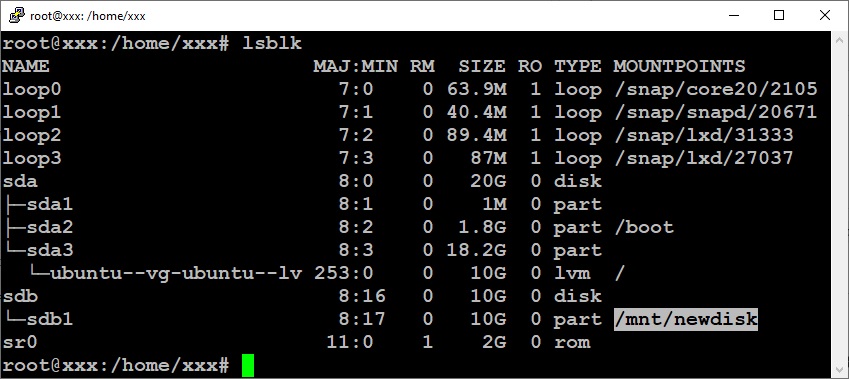 root@xxx: /home/xxx
root@xxx:/home/xxx# lsblk
NAME                      MAJ:MIN RM  SIZE RO TYPE MOUNTPOINTS
loop0                       7:0    0 63.9M  1 loop /snap/core20/2105
loop1                       7:1    0 40.4M  1 loop /snap/snapd/20671
loop2                       7:2    0 89.4M  1 loop /snap/lxd/31333
loop3                       7:3    0   87M  1 loop /snap/lxd/27037
sda                         8:0    0   20G  0 disk
├─sda1                      8:1    0    1M  0 part
├─sda2                      8:2    0  1.8G  0 part /boot
└─sda3                      8:3    0 18.2G  0 part
  └─ubuntu--vg-ubuntu--lv 253:0    0   10G  0 lvm  /
sdb                         8:16   0   10G  0 disk
└─sdb1                      8:17   0   10G  0 part /mnt/newdisk
sr0                        11:0    1    2G  0 rom
root@xxx:/home/xxx#